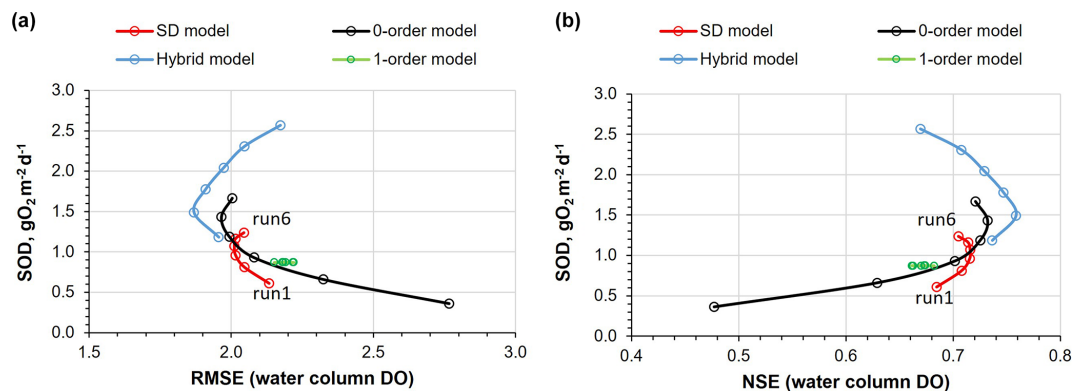 (a)
SD model
0-order model
Hybrid model
1-order model
SOD, gO₂ m⁻² d⁻¹
3.0
2.5
2.0
1.5
1.0
0.5
0.0
run6
run1
1.5 2.0 2.5 3.0
RMSE (water column DO)
(b)
SD model
0-order model
Hybrid model
1-order model
SOD, gO₂ m⁻² d⁻¹
3.0
2.5
2.0
1.5
1.0
0.5
0.0
run6
run1
0.4 0.5 0.6 0.7 0.8
NSE (water column DO)